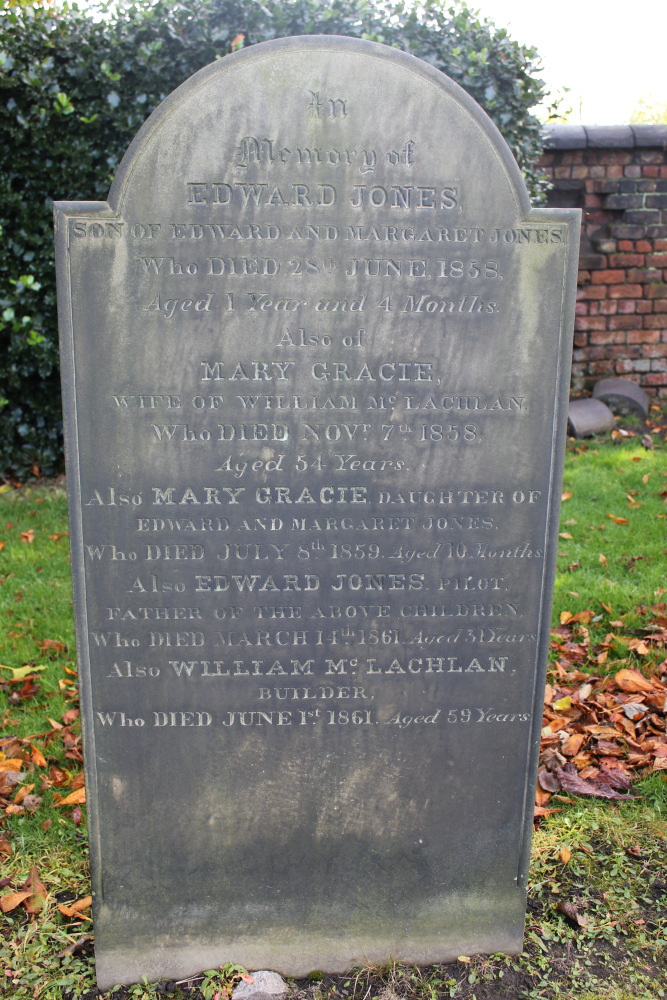 In
Memory of
EDWARD JONES,
SON OF EDWARD AND MARGARET JONES,
Who DIED 28th JUNE, 1858,
Aged 1 Year and 4 Months.
Also of
MARY GRACIE,
WIFE OF WILLIAM Mc LACHLAN,
Who DIED NOVr. 7th 1858,
Aged 54 Years.
Also MARY GRACIE, DAUGHTER OF
EDWARD AND MARGARET JONES,
Who DIED JULY 8th 1859, Aged 10 Months.
Also EDWARD JONES, PILOT,
FATHER OF THE ABOVE CHILDREN,
Who DIED MARCH 14th 1861. Aged 31 Years.
Also WILLIAM Mc LACHLAN,
BUILDER,
Who DIED JUNE 1st 1861. Aged 59 Years.